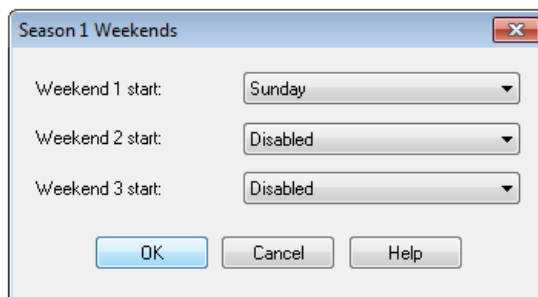 Season 1 Weekends
Weekend 1 start: Sunday
Weekend 2 start: Disabled
Weekend 3 start: Disabled
OK Cancel Help